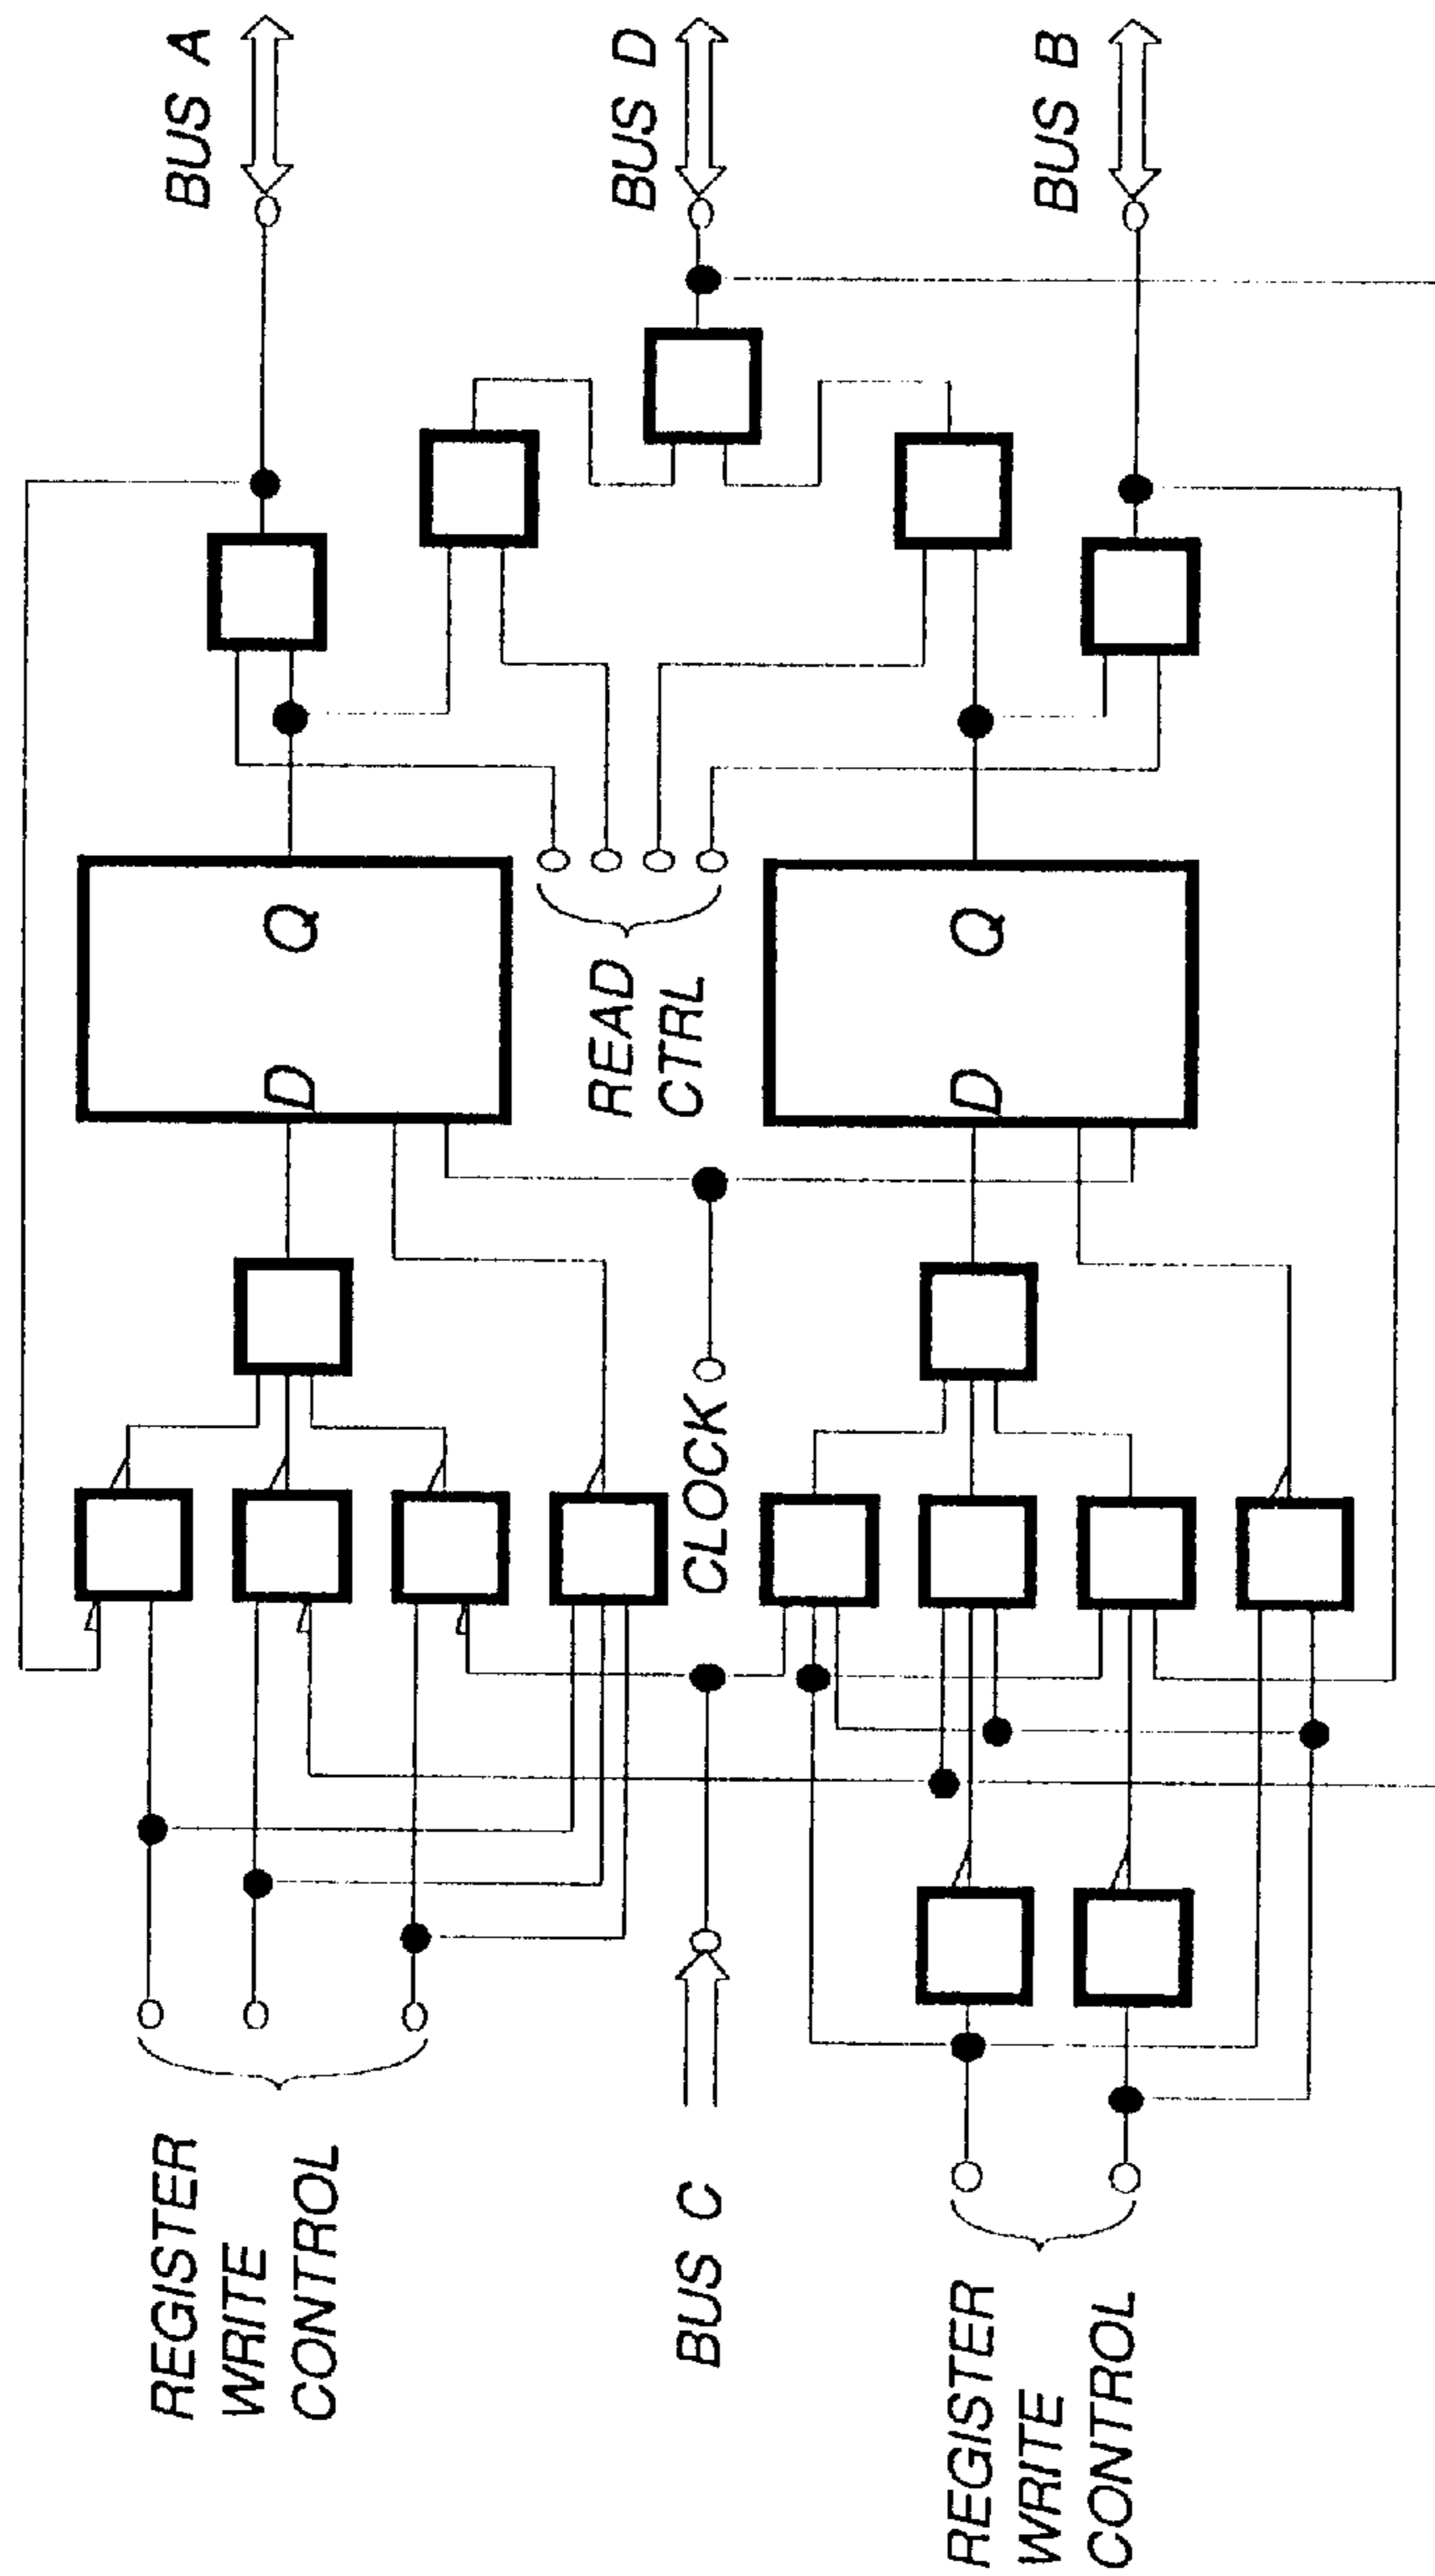 BUS A
BUS D
BUS B
Q
D
READ
CTRL
Q
D
CLOCK
REGISTER
WRITE
CONTROL
BUS C
REGISTER
WRITE
CONTROL